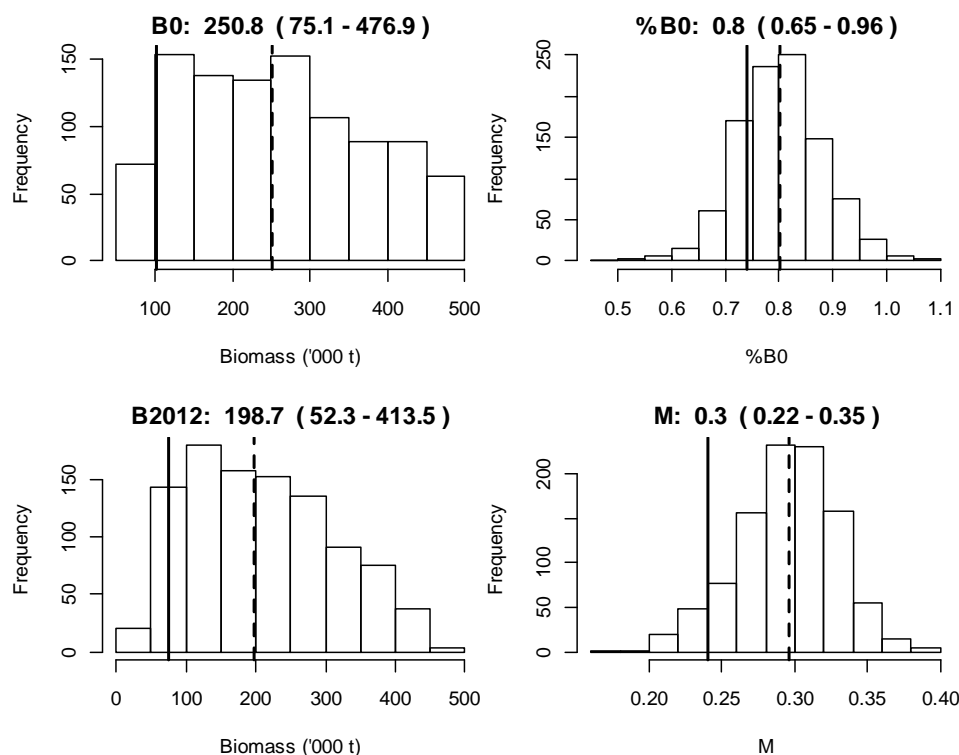 B0: 250.8 ( 75.1 - 476.9 )
Frequency
0 50 100 150
100 200 300 400 500
Biomass ('000 t)
%B0: 0.8 ( 0.65 - 0.96 )
Frequency
0 50 150 250
0.5 0.6 0.7 0.8 0.9 1.0 1.1
%B0
B2012: 198.7 ( 52.3 - 413.5 )
Frequency
0 50 100 150
0 100 200 300 400 500
Biomass ('000 t)
M: 0.3 ( 0.22 - 0.35 )
Frequency
0 50 100 200
0.20 0.25 0.30 0.35 0.40
M